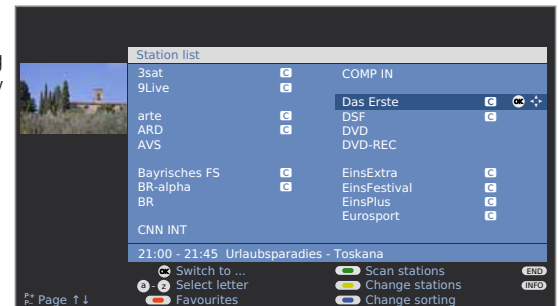 Station list
3sat C COMP IN
9Live C
Das Erste C OK
arte C DSF C
ARD C DVD
AVS DVD-REC
Bayrisches FS C EinsExtra C
BR-alpha C EinsFestival C
BR EinsPlus C
Eurosport C
CNN INT
21:00 - 21:45 Urlaubsparadies - Toskana
OK Switch to ... Scan stations END
a - z Select letter Change stations INFO
P+ P- Page ↑↓ Favourites Change sorting